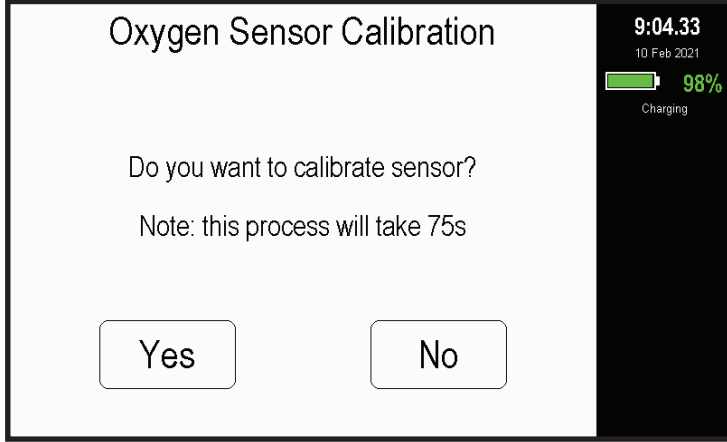 Oxygen Sensor Calibration
Do you want to calibrate sensor?
Note: this process will take 75s
Yes
No
9:04.33
10 Feb 2021
98%
Charging